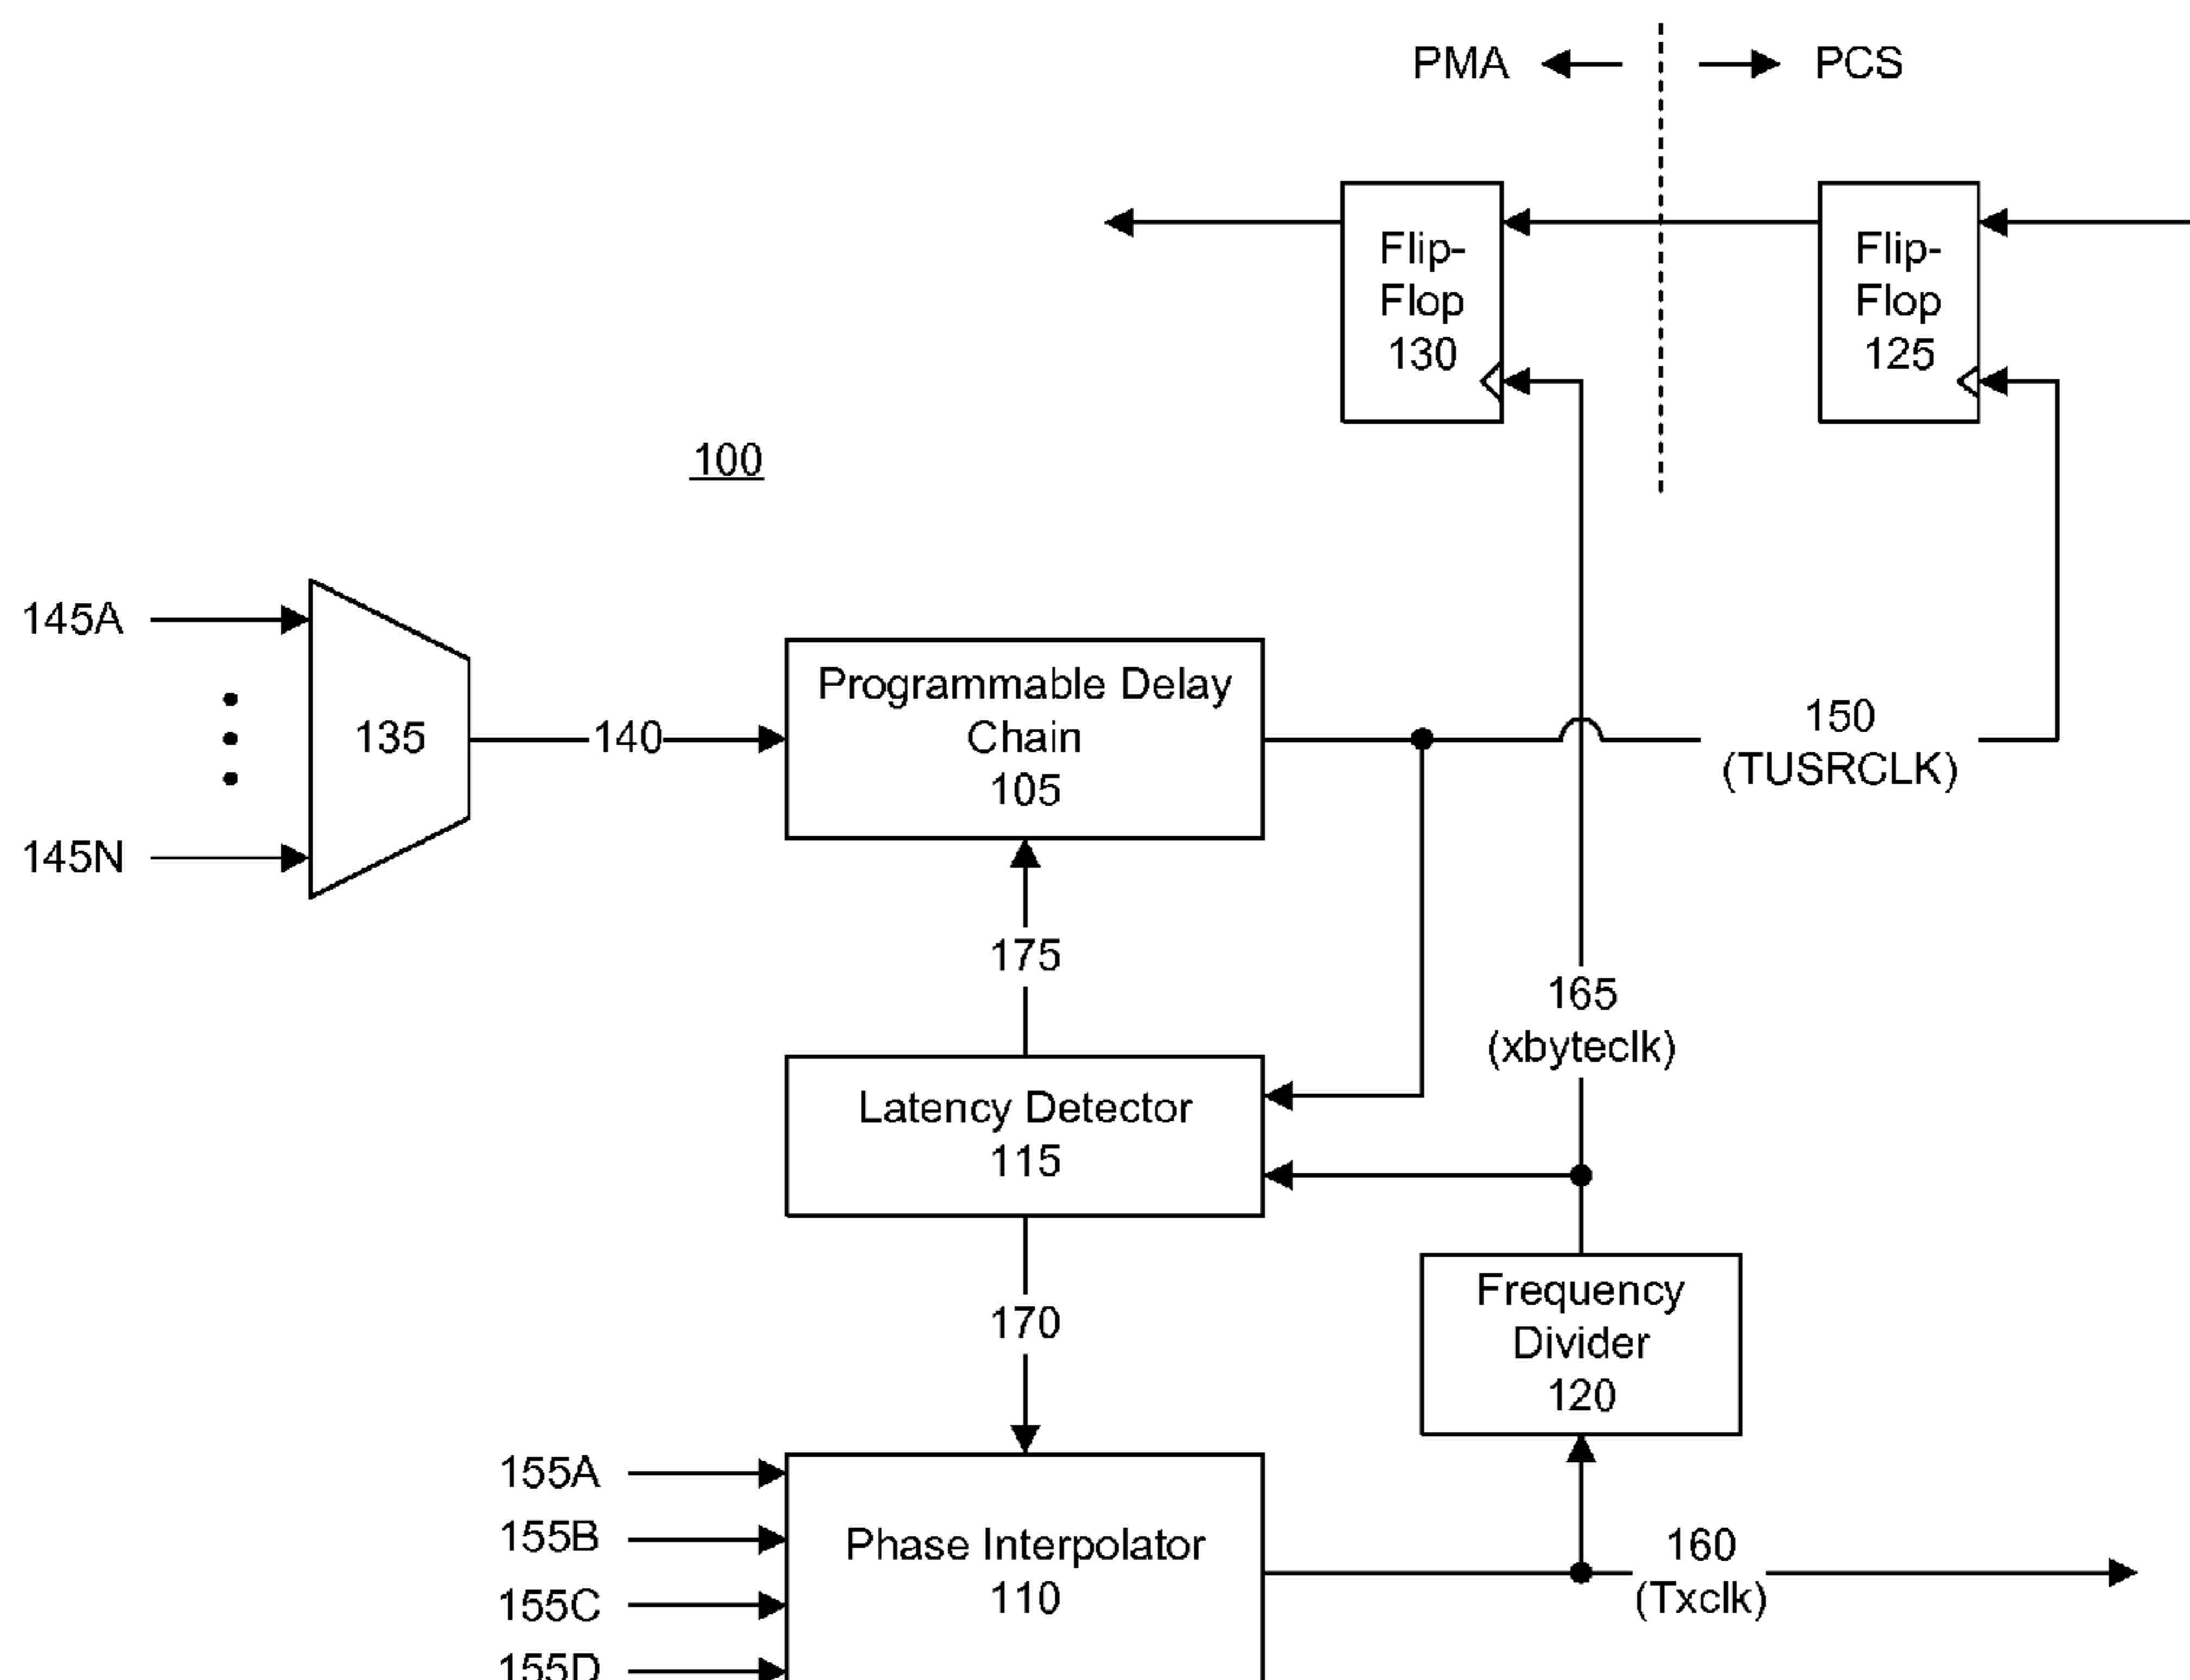 PMA
PCS
Flip-
Flop
130
Flip-
Flop
125
100
145A
135
140
Programmable Delay
Chain
105
150
(TUSRCLK)
145N
175
165
(xbyteclk)
Latency Detector
115
170
Frequency
Divider
120
155A
155B
155C
155D
Phase Interpolator
110
160
(Txclk)